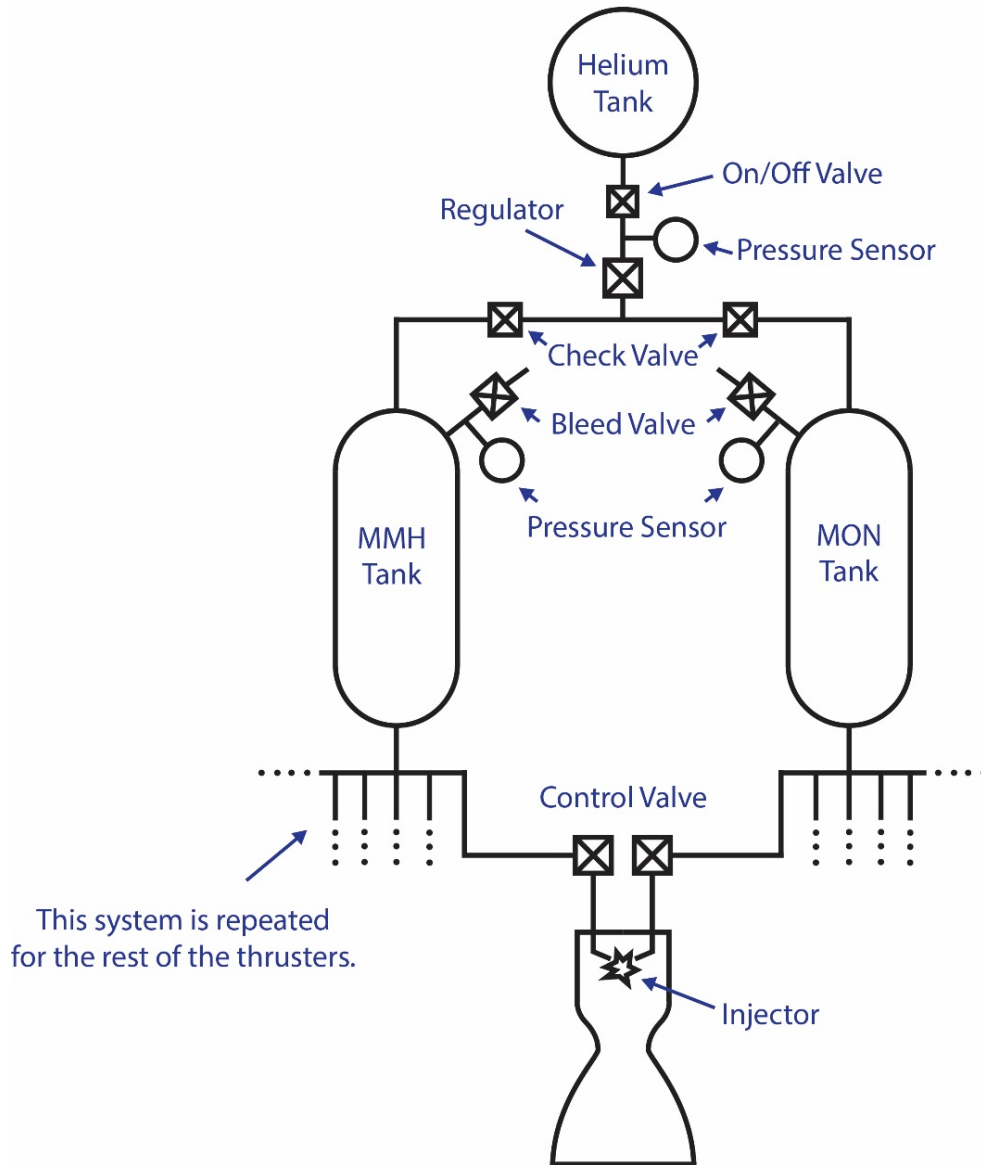 Helium
Tank
On/Off Valve
Regulator
Pressure Sensor
Check Valve
Bleed Valve
Pressure Sensor
MMH
Tank
MON
Tank
Control Valve
This system is repeated
for the rest of the thrusters.
Injector